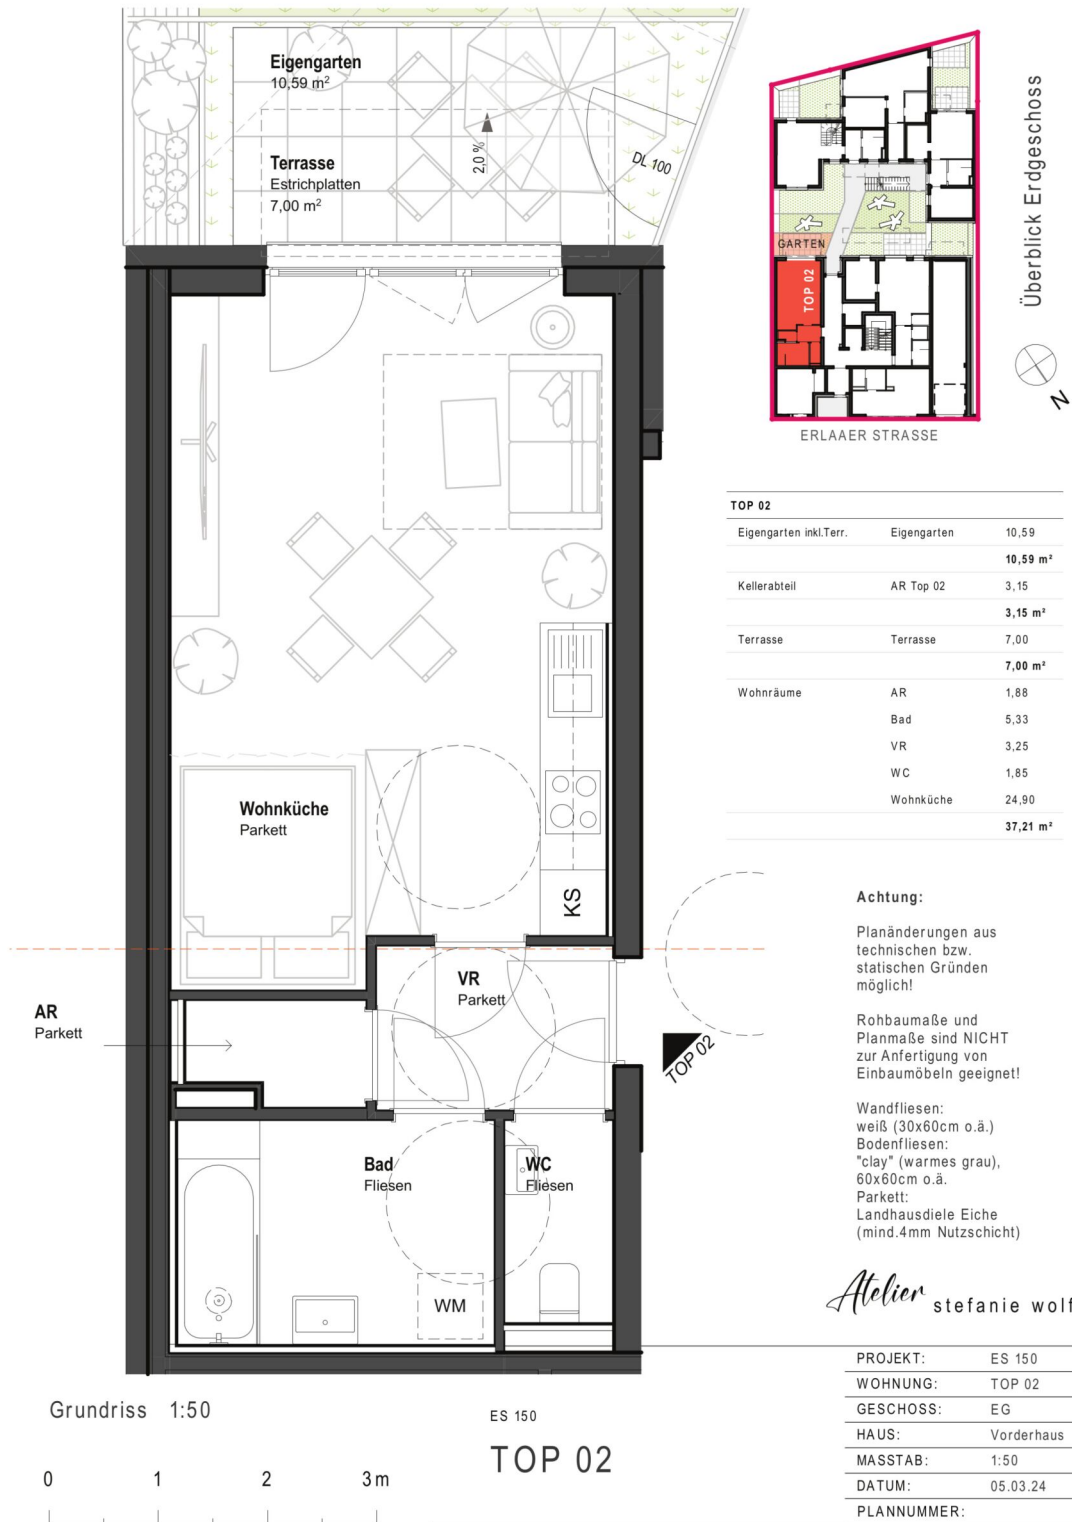 Eigengarten
10,59 m²
Terrasse
Estrichplatten
7,00 m²
2,0 %
DL 100
GARTEN
TOP 02
Überblick Erdgeschoss
N
ERLAAER STRASSE
TOP 02
Eigengarten inkl.Terr. Eigengarten 10,59
10,59 m²
Kellerabteil AR Top 02 3,15
3,15 m²
Terrasse Terrasse 7,00
7,00 m²
Wohnräume AR 1,88
Bad 5,33
VR 3,25
WC 1,85
Wohnküche 24,90
37,21 m²
Wohnküche
Parkett
KS
VR
Parkett
AR
Parkett
TOP 02
Bad
Fliesen
WC
Fliesen
WM
Achtung:
Planänderungen aus
technischen bzw.
statischen Gründen
möglich!
Rohbaumaße und
Planmaße sind NICHT
zur Anfertigung von
Einbaumöbeln geeignet!
Wandfliesen:
weiß (30x60cm o.ä.)
Bodenfliesen:
"clay" (warmes grau),
60x60cm o.ä.
Parkett:
Landhausdiele Eiche
(mind.4mm Nutzschicht)
Atelier stefanie wolf
PROJEKT: ES 150
WOHNUNG: TOP 02
GESCHOSS: EG
HAUS: Vorderhaus
MASSTAB: 1:50
DATUM: 05.03.24
PLANNUMMER:
Grundriss 1:50
ES 150
TOP 02
0 1 2 3 m